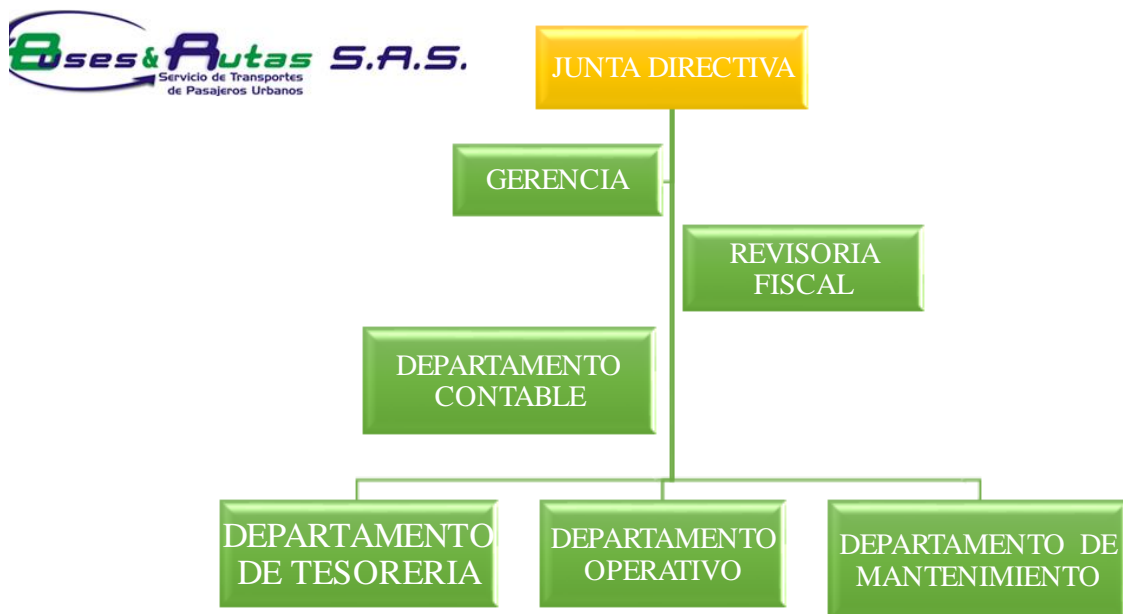 Buses & Rutas S.A.S.
Servicio de Transportes
de Pasajeros Urbanos
JUNTA DIRECTIVA
GERENCIA
REVISORIA
FISCAL
DEPARTAMENTO
CONTABLE
DEPARTAMENTO
DE TESORERIA
DEPARTAMENTO
OPERATIVO
DEPARTAMENTO DE
MANTENIMIENTO